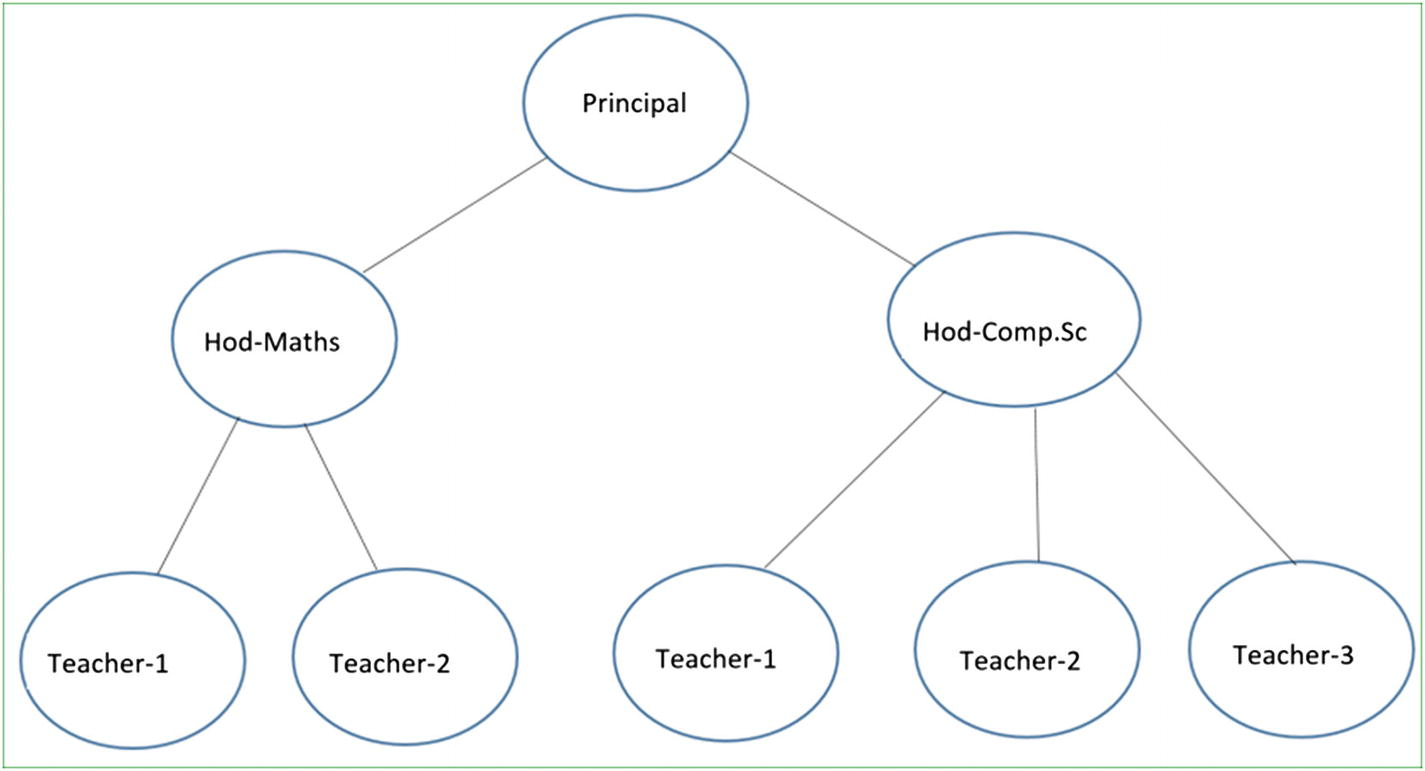 Principal
Hod-Maths
Hod-Comp.Sc
Teacher-1
Teacher-2
Teacher-1
Teacher-2
Teacher-3